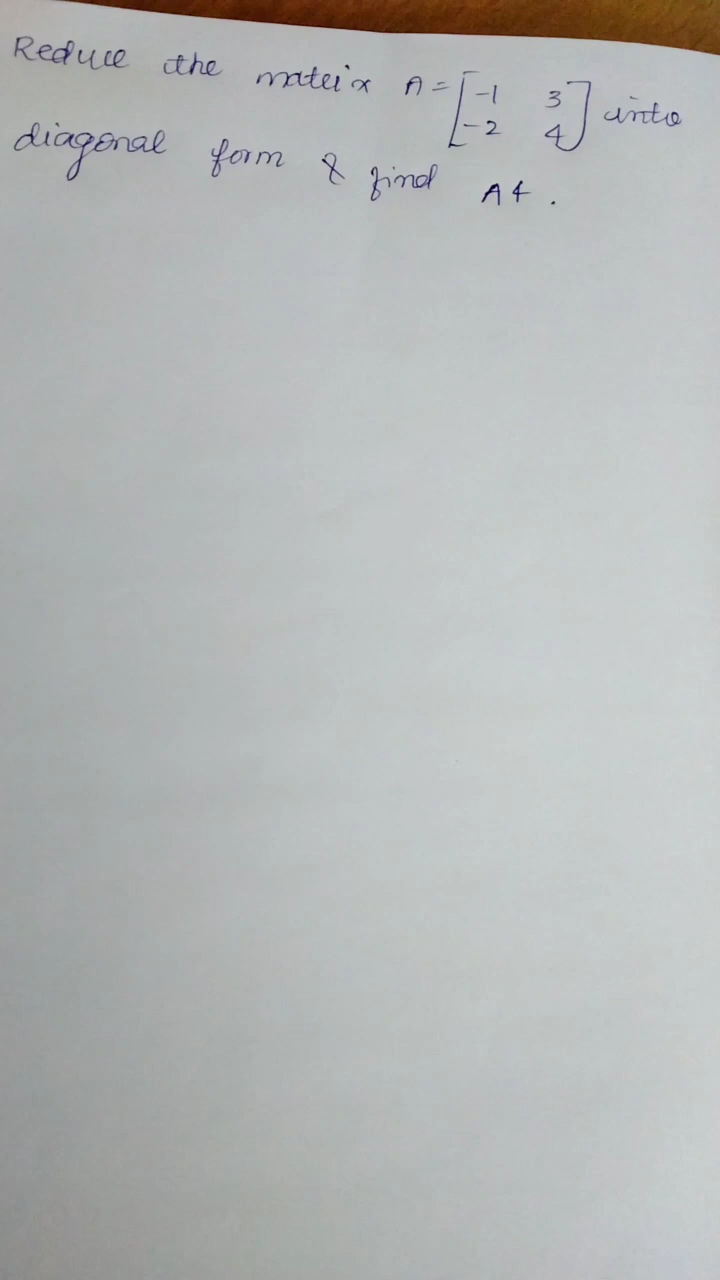 Reduce the matrix A = [-1 3
-2 4] into
diagonal form & find A4.